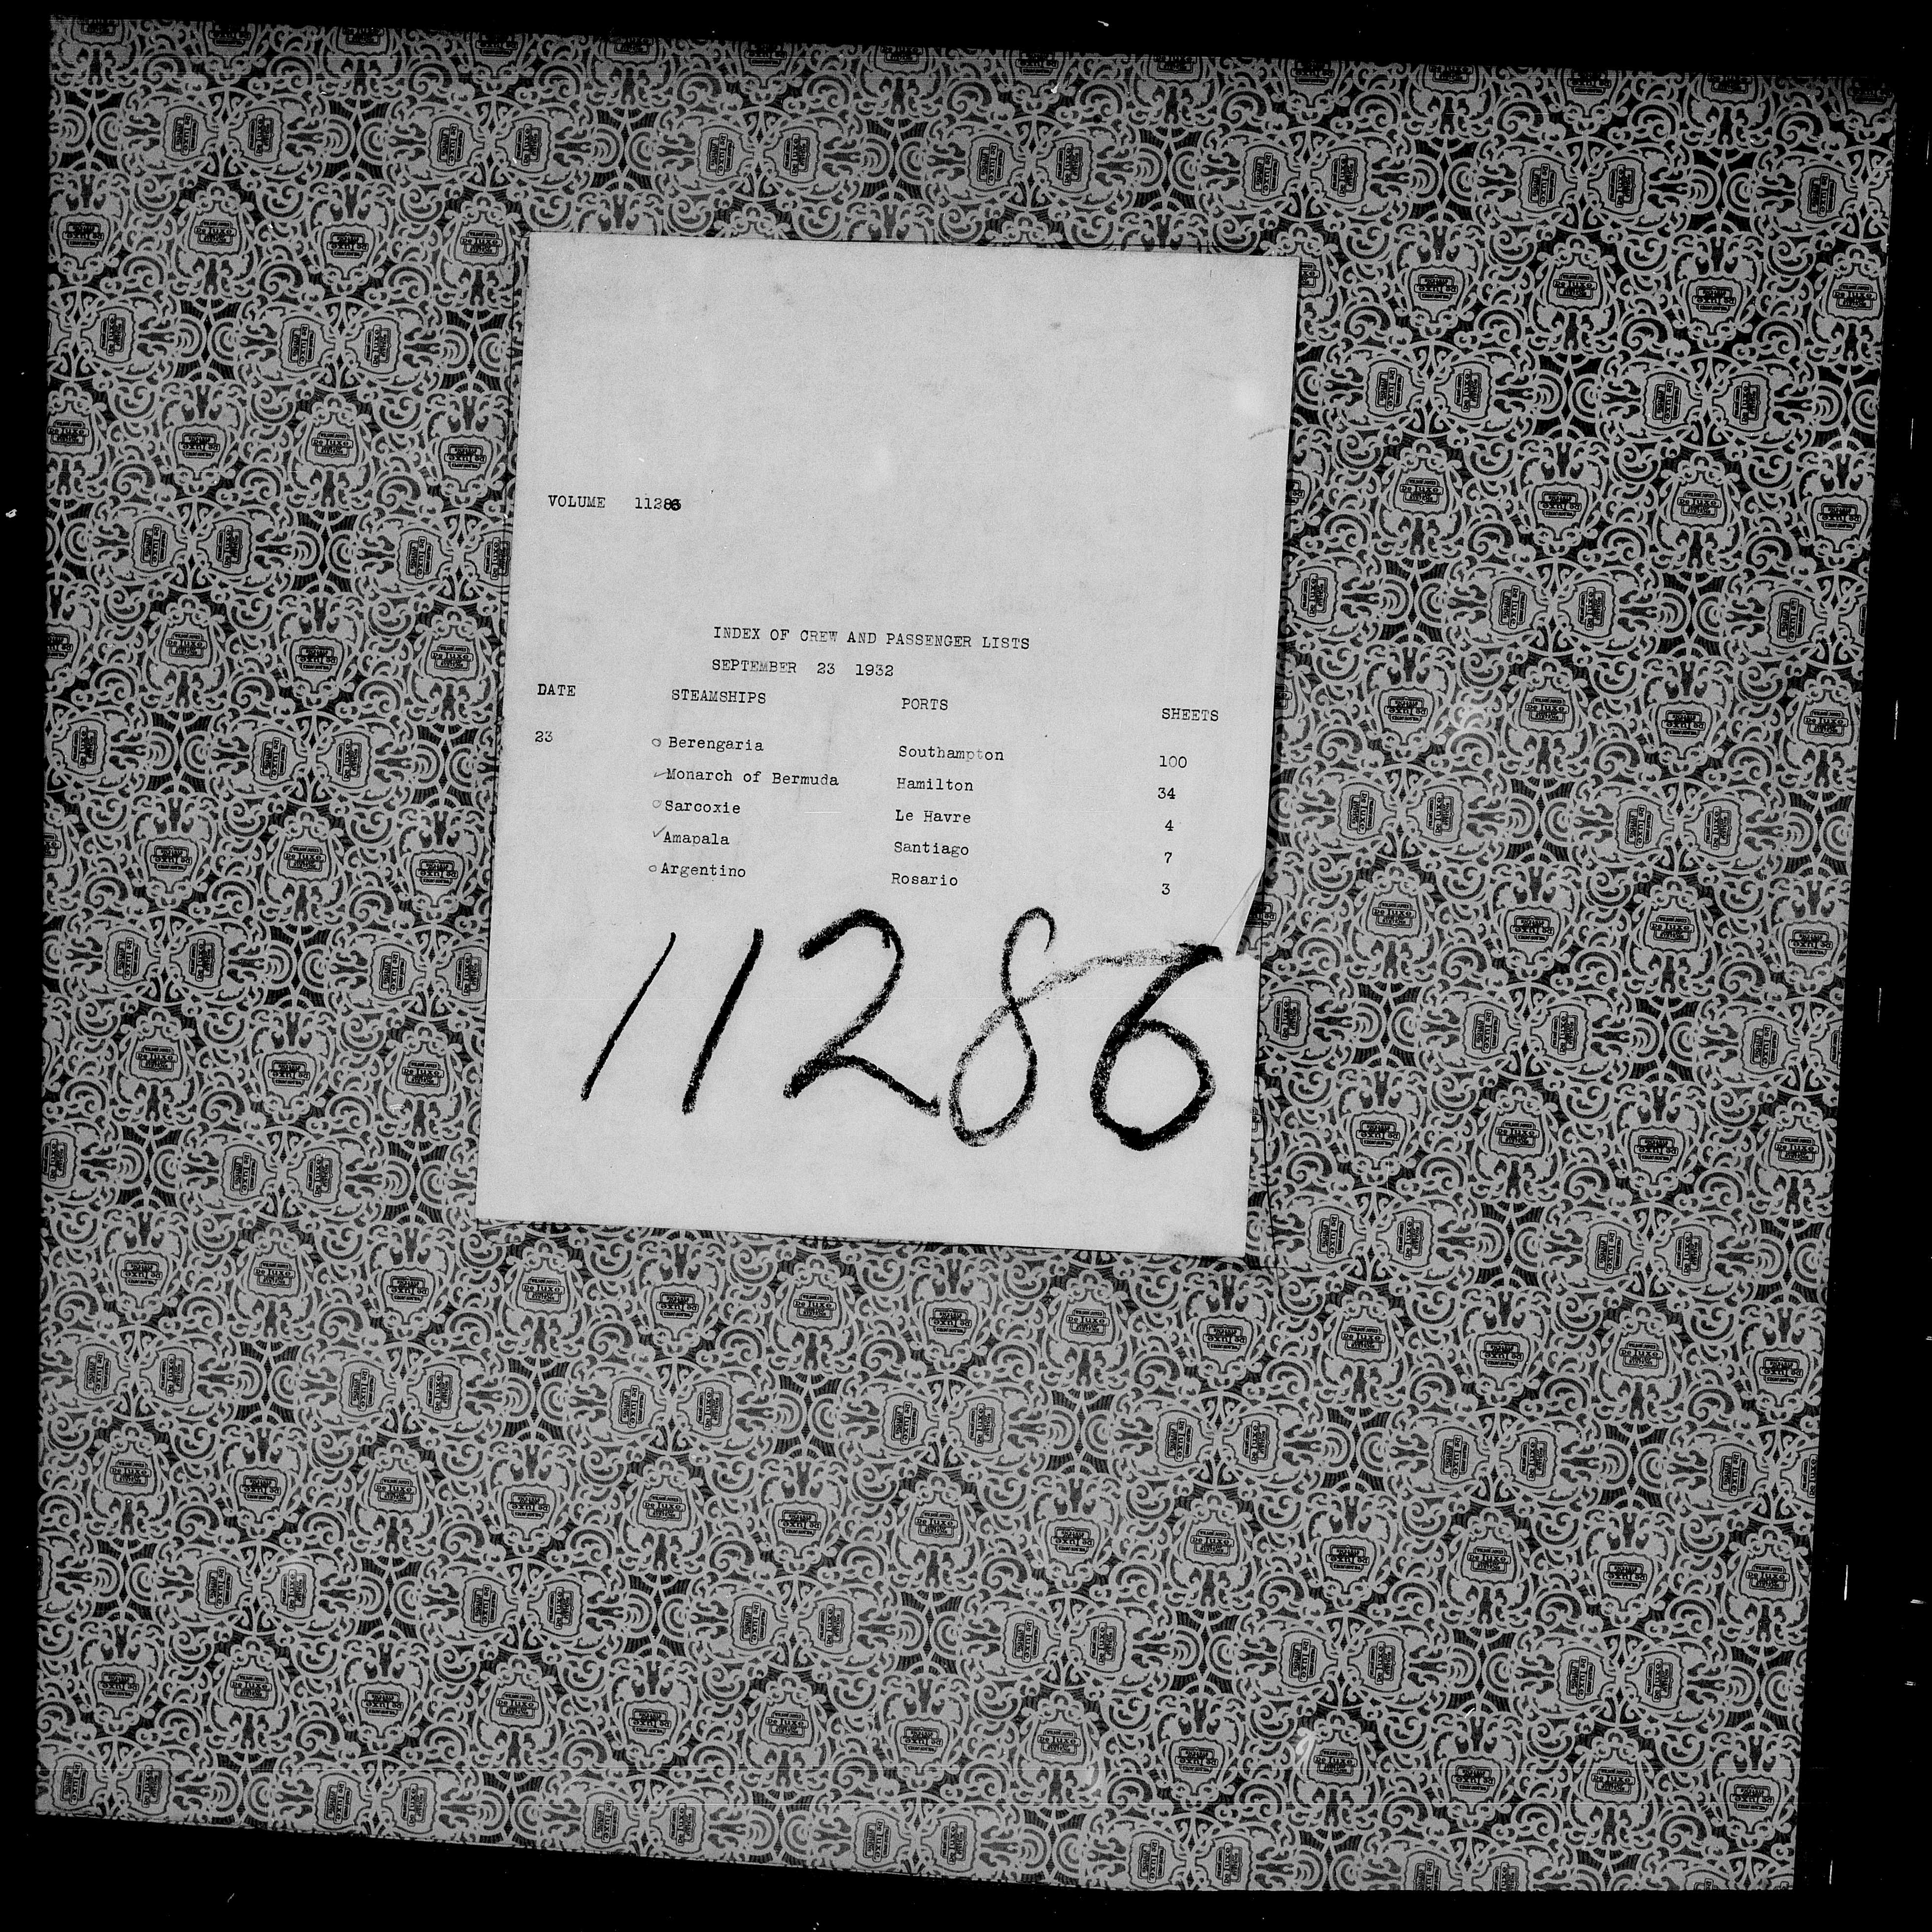 VOLUME 11286
INDEX OF CREW AND PASSENGER LISTS
SEPTEMBER 23 1932
DATE STEAMSHIPS PORTS SHEETS
23 Berengaria Southampton 100
Monarch of Bermuda Hamilton 34
Sarcoxie Le Havre 4
Amapala Santiago 7
Argentino Rosario 3
11286